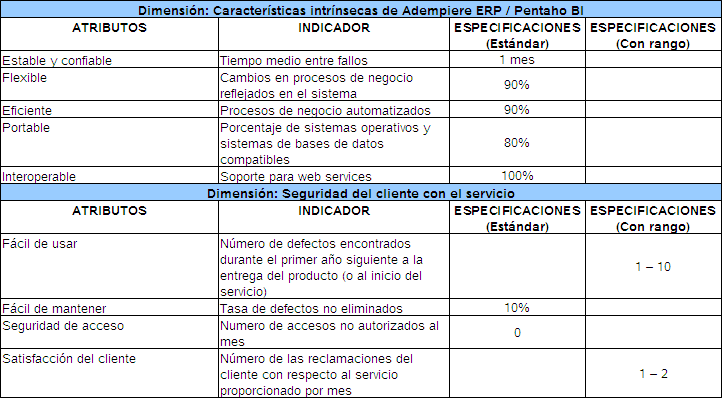 Dimensión: Características intrínsecas de Adempiere ERP / Pentaho BI
ATRIBUTOS INDICADOR ESPECIFICACIONES ESPECIFICACIONES
(Estándar) (Con rango)
Estable y confiable Tiempo medio entre fallos 1 mes
Flexible Cambios en procesos de negocio
reflejados en el sistema 90%
Eficiente Procesos de negocio automatizados 90%
Portable Porcentaje de sistemas operativos y
sistemas de bases de datos 80%
compatibles
Interoperable Soporte para web services 100%
Dimensión: Seguridad del cliente con el servicio
ATRIBUTOS INDICADOR ESPECIFICACIONES ESPECIFICACIONES
(Estándar) (Con rango)
Fácil de usar Número de defectos encontrados
durante el primer año siguiente a la
entrega del producto (o al inicio del 1 – 10
servicio)
Fácil de mantener Tasa de defectos no eliminados 10%
Seguridad de acceso Numero de accesos no autorizados al
mes 0
Satisfacción del cliente Número de las reclamaciones del
cliente con respecto al servicio 1 – 2
proporcionado por mes